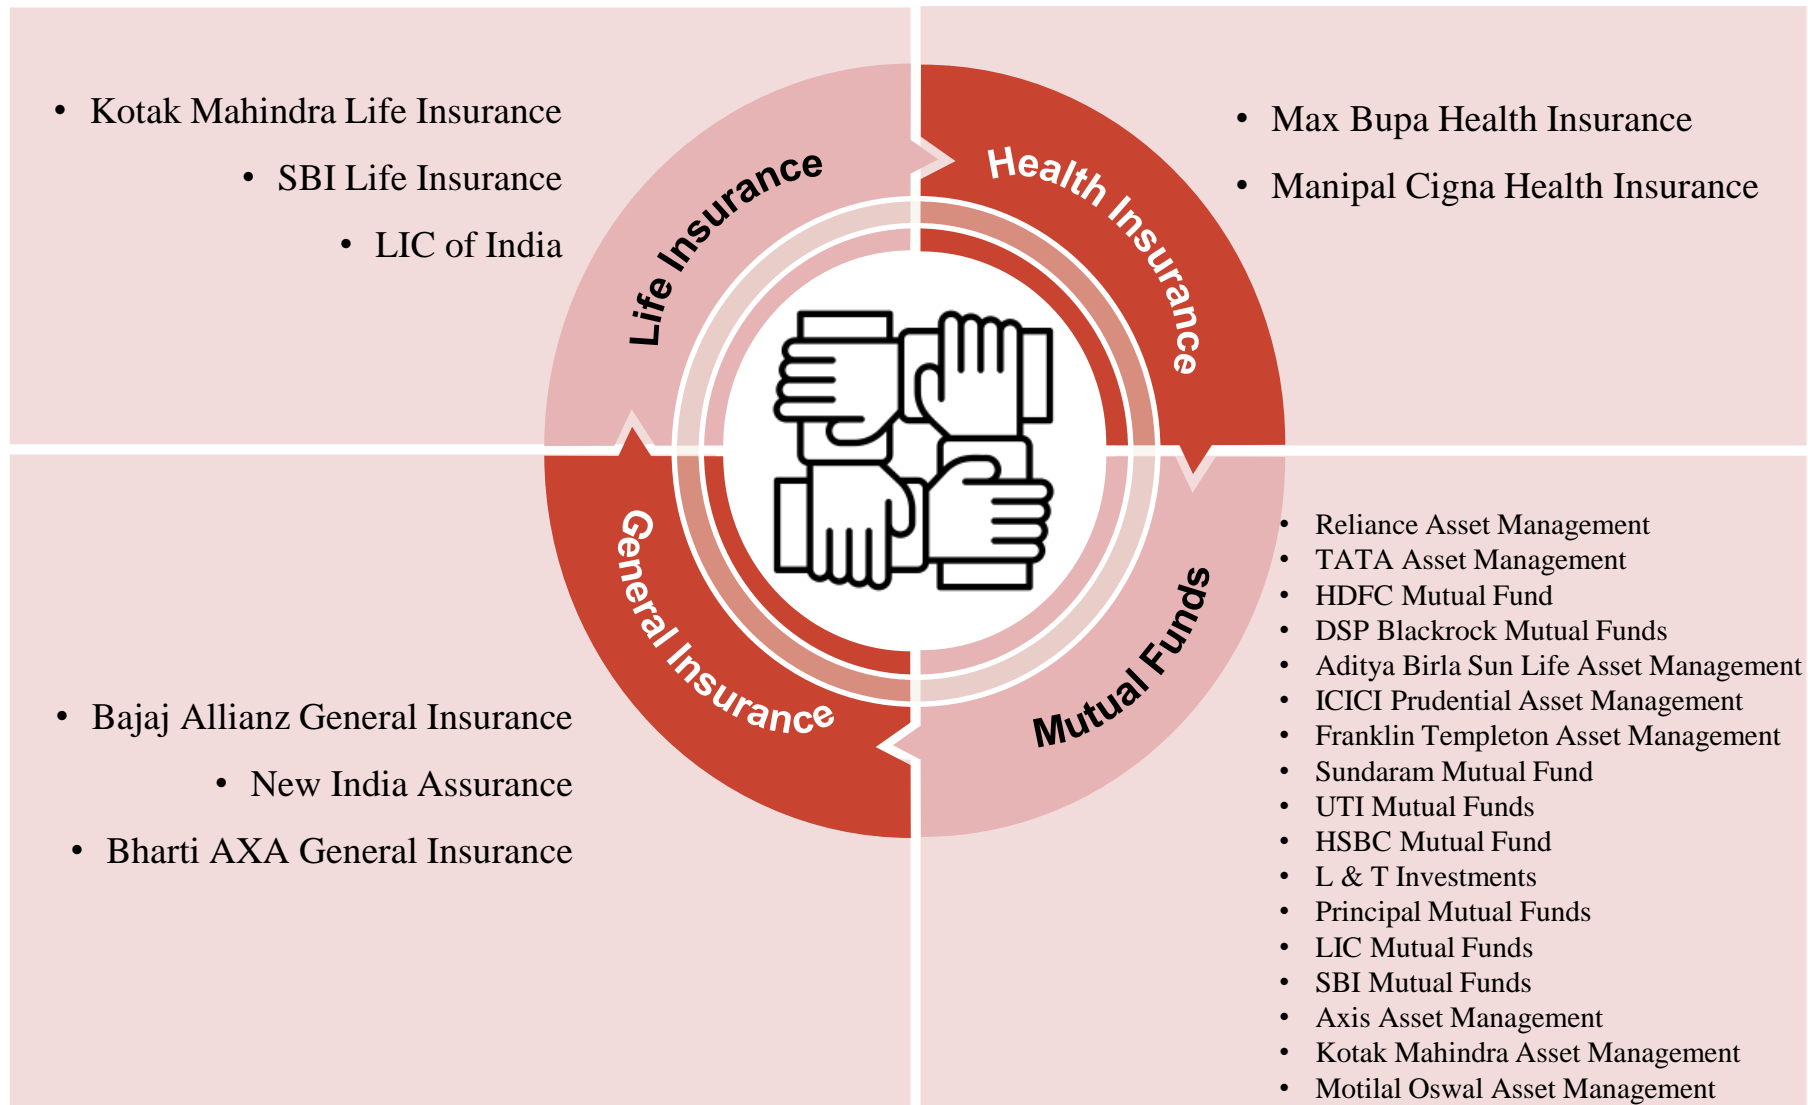 • Kotak Mahindra Life Insurance
• SBI Life Insurance
• LIC of India
Life Insurance
Health Insurance
• Max Bupa Health Insurance
• Manipal Cigna Health Insurance
General Insurance
• Bajaj Allianz General Insurance
• New India Assurance
• Bharti AXA General Insurance
Mutual Funds
• Reliance Asset Management
• TATA Asset Management
• HDFC Mutual Fund
• DSP Blackrock Mutual Funds
• Aditya Birla Sun Life Asset Management
• ICICI Prudential Asset Management
• Franklin Templeton Asset Management
• Sundaram Mutual Fund
• UTI Mutual Funds
• HSBC Mutual Fund
• L & T Investments
• Principal Mutual Funds
• LIC Mutual Funds
• SBI Mutual Funds
• Axis Asset Management
• Kotak Mahindra Asset Management
• Motilal Oswal Asset Management